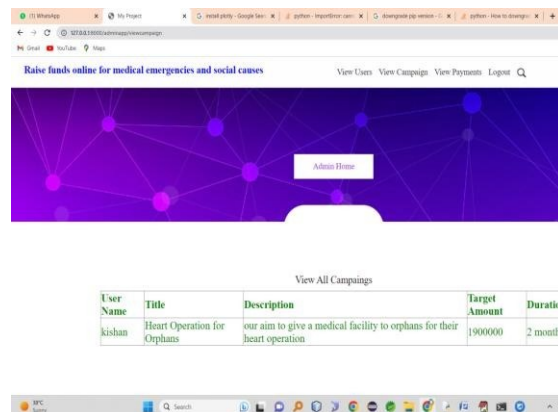 (1) WhatsApp
My Project
install plotly - Google Sea
python - ImportError: can
downgrade pip version -
python - How to downgr
127.0.0.1:8000/adminapp/viewcampaign
Gmail YouTube Maps
Raise funds online for medical emergencies and social causes
View Users View Campaign View Payments Logout
Admin Home
View All Campaings
User Name Title Description Target Amount Duratio
kishan Heart Operation for Orphans our aim to give a medical facility to orphans for their heart operation 1900000 2 month
Search